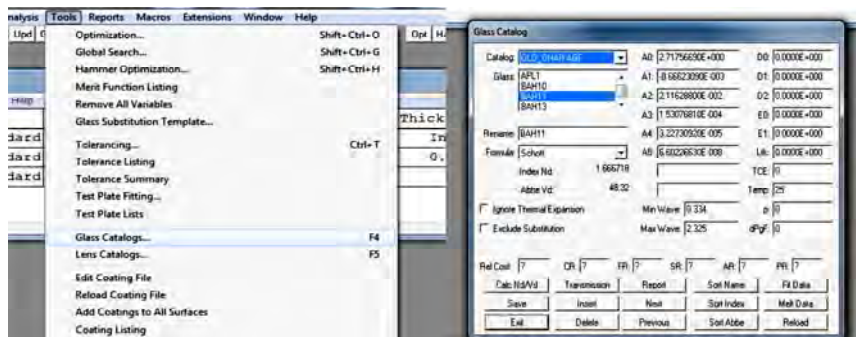 nalysis Tools Reports Macros Extensions Window Help
Upd
Opt
Optimization... Shift+Ctrl+O
Global Search... Shift+Ctrl+G
Hammer Optimization... Shift+Ctrl+H
Merit Function Listing
Remove All Variables
Glass Substitution Template...
Tolerancing... Ctrl+T
Tolerance Listing
Tolerance Summary
Test Plate Fitting...
Test Plate Lists
Glass Catalogs... F4
Lens Catalogs... F5
Edit Coating File
Reload Coating File
Add Coatings to All Surfaces
Coating Listing
Thick
dard In
dard 0.
dard
Glass Catalog
Catalog: A0: 2.71756690E+000 D0: 0.0000E+000
Glass: AFL1 A1: D1: 0.0000E+000
BAH10
BAH11 A2: 2.11628800E-002 D2: 0.0000E+000
BAH13 A3: 1.53076810E-004 E0: 0.0000E+000
Rename: BAH11 A4: 3.22730920E-005 E1: 0.0000E+000
Formula: Schott A5: 6.60226630E-008 Ltk: 0.0000E+000
Index Nd: 1.666718 TCE: 0
Abbe Vd: 48.32 Temp: 25
Ignore Thermal Expansion Min Wave: 0.334 p: 0
Exclude Substitution Max Wave: 2.325 dPgF: 0
Rel Cost: ? CR: ? FR: ? SR: ? AR: ? PR: ?
Calc Nd/Vd Transmission Report Sort Name Fit Data
Save Insert Next Sort Index Melt Data
Exit Delete Previous Sort Abbe Reload